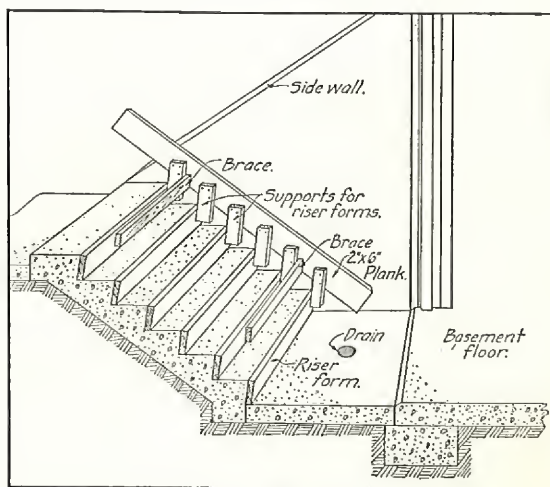 Side wall.
Brace.
Supports for
riser forms.
Brace
2"x6"
Plank.
Drain
Basement
floor.
Riser
form.